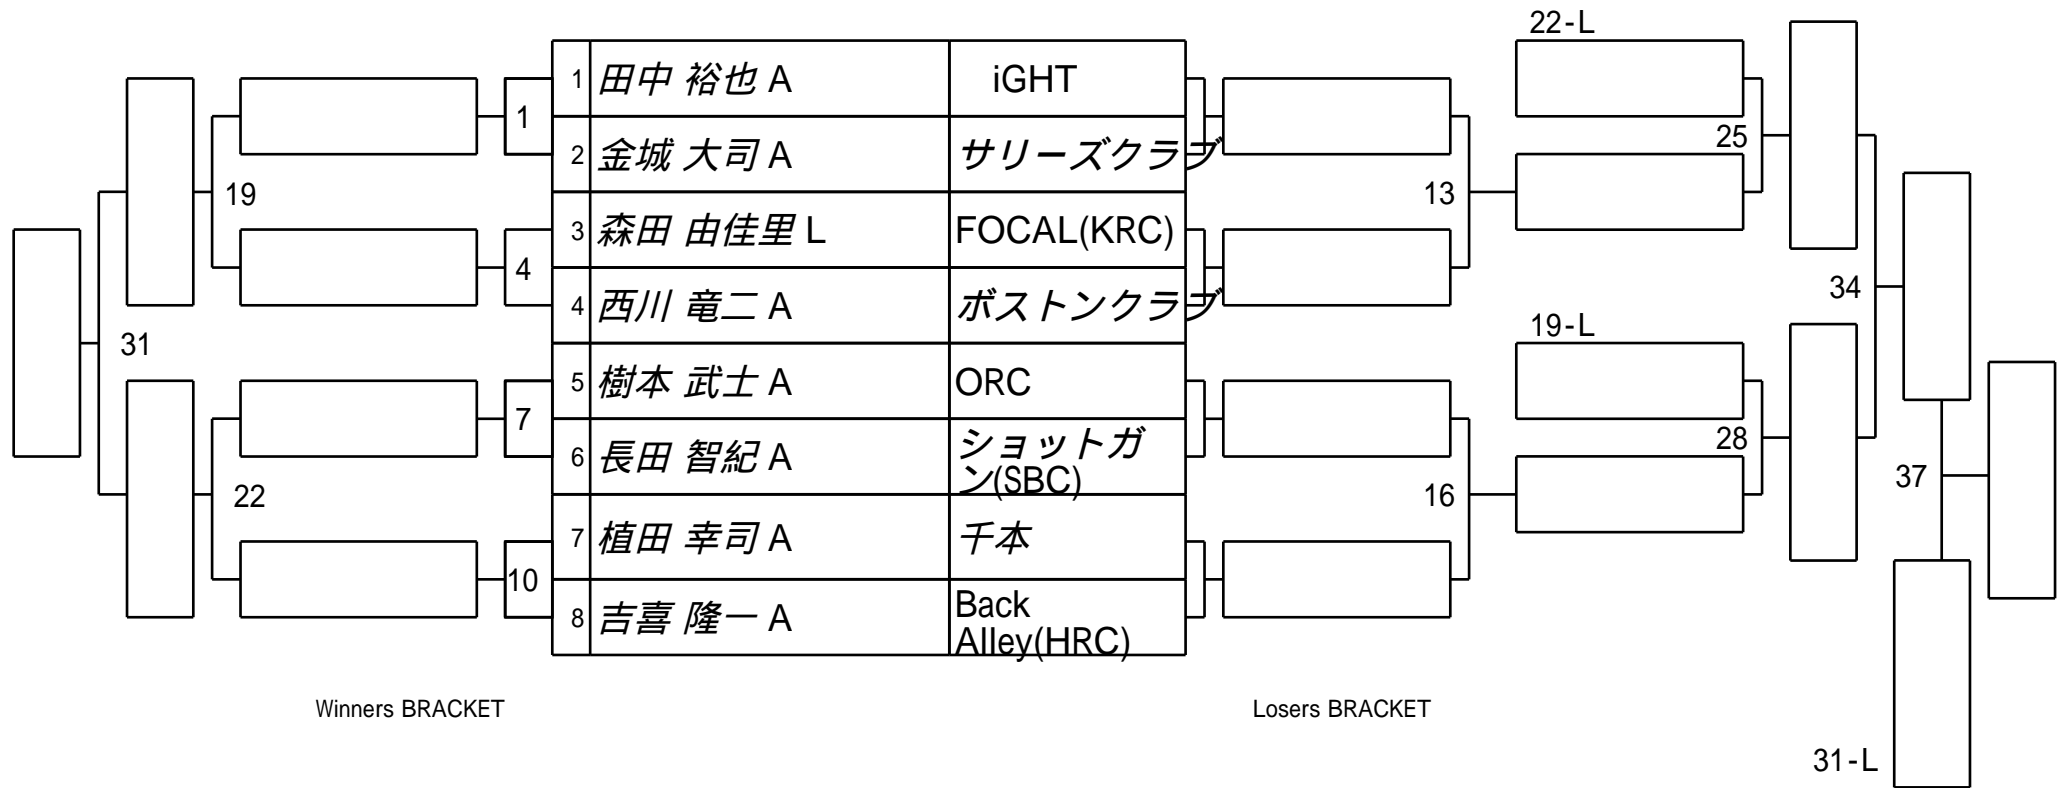 22-L
1 田中 裕也 A iGHT
1
25
2 金城 大司 A サリーズクラブ
19
13
3 森田 由佳里 L FOCAL(KRC)
4
34
4 西川 竜二 A ボストンクラブ
19-L
31
5 樹本 武士 A ORC
7
28
6 長田 智紀 A ショットガ
ン(SBC)
37
22
16
7 植田 幸司 A 千本
10
8 吉喜 隆一 A Back
Alley(HRC)
Winners BRACKET
Losers BRACKET
31-L